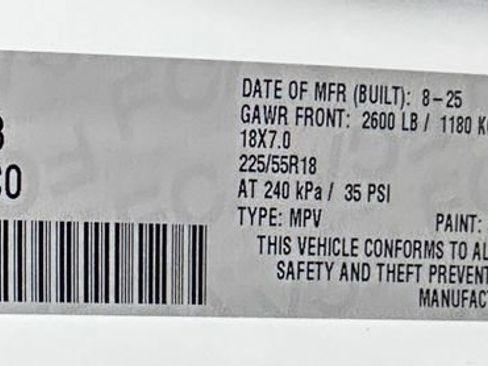 DATE OF MFR (BUILT): 8-25
GAWR FRONT: 2600 LB / 1180 K
18X7.0
225/55R18
AT 240 kPa / 35 PSI
TYPE: MPV PAINT:
THIS VEHICLE CONFORMS TO AL
SAFETY AND THEFT PREVENT
MANUFAC